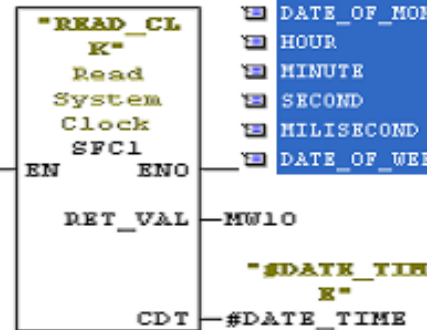 "READ_CL
K"
Read
System
Clock
SFC1
EN ENO
RET_VAL MW10
CDT #DATE_TIME
"#DATE_TIM
E"
DATE_OF_MON
HOUR
MINUTE
SECOND
MILISECOND
DATE_OF_WEE